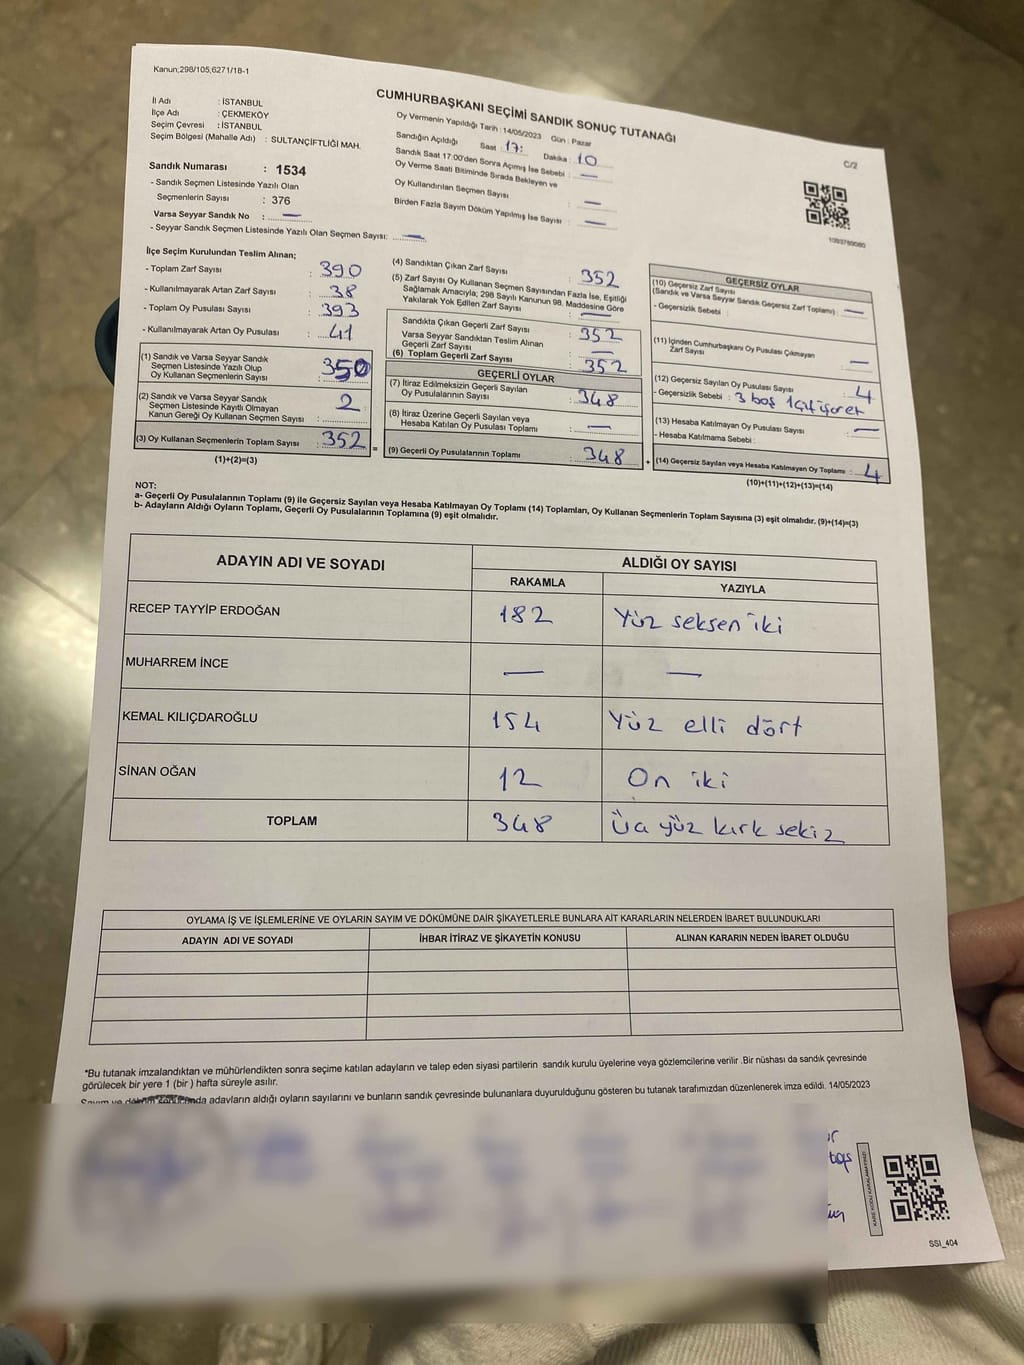 Kanun;298/105,6271/18-1
CUMHURBAŞKANI SEÇİMİ SANDIK SONUÇ TUTANAĞI
C/2
İl Adı : İSTANBUL
İlçe Adı : ÇEKMEKÖY
Seçim Çevresi : İSTANBUL
Seçim Bölgesi (Mahalle Adı) : SULTANÇİFTLİĞİ MAH.
Sandık Numarası : 1534
- Sandık Seçmen Listesinde Yazılı Olan
Seçmenlerin Sayısı : 376
Varsa Seyyar Sandık No : —
- Seyyar Sandık Seçmen Listesinde Yazılı Olan Seçmen Sayısı: —
Oy Vermenin Yapıldığı Tarih : 14/05/2023 Gün : Pazar
Sandığın Açıldığı Saat : 17: Dakika : 10
Sandık Saat 17:00'den Sonra Açımış İse Sebebi : —
Oy Verme Saati Bitiminde Sırada Bekleyen ve
Oy Kullandırılan Seçmen Sayısı : —
Birden Fazla Sayım Döküm Yapılmış İse Sayısı : —
1093789080
İlçe Seçim Kurulundan Teslim Alınan;
- Toplam Zarf Sayısı : 390
- Kullanılmayarak Artan Zarf Sayısı : 38
- Toplam Oy Pusulası Sayısı : 393
- Kullanılmayarak Artan Oy Pusulası : 41
(1) Sandık ve Varsa Seyyar Sandık
Seçmen Listesinde Yazılı Olup
Oy Kullanan Seçmenlerin Sayısı : 350
(2) Sandık ve Varsa Seyyar Sandık
Seçmen Listesinde Kayıtlı Olmayan
Kanun Gereği Oy Kullanan Seçmen Sayısı : 2
(3) Oy Kullanan Seçmenlerin Toplam Sayısı : 352 =
(1)+(2)=(3)
(4) Sandıktan Çıkan Zarf Sayısı : 352
(5) Zarf Sayısı Oy Kullanan Seçmen Sayısından Fazla İse, Eşitliği
Sağlamak Amacıyla; 298 Sayılı Kanunun 98. Maddesine Göre
Yakılarak Yok Edilen Zarf Sayısı : —
Sandıkta Çıkan Geçerli Zarf Sayısı : 352
Varsa Seyyar Sandıktan Teslim Alınan
Geçerli Zarf Sayısı : —
(6) Toplam Geçerli Zarf Sayısı : 352
GEÇERLİ OYLAR
(7) İtiraz Edilmeksizin Geçerli Sayılan
Oy Pusulalarının Sayısı : 348
(8) İtiraz Üzerine Geçerli Sayılan veya
Hesaba Katılan Oy Pusulası Toplamı : —
(9) Geçerli Oy Pusulalarının Toplamı : 348 +
GEÇERSİZ OYLAR
(10) Geçersiz Zarf Sayısı
(Sandık ve Varsa Seyyar Sandık Geçersiz Zarf Toplamı) : —
- Geçersizlik Sebebi :
(11) İçinden Cumhurbaşkanı Oy Pusulası Çıkmayan
Zarf Sayısı : —
(12) Geçersiz Sayılan Oy Pusulası Sayısı : 4
- Geçersizlik Sebebi : 3 boş 1 çift işaret
(13) Hesaba Katılmayan Oy Pusulası Sayısı : —
- Hesaba Katılmama Sebebi :
(14) Geçersiz Sayılan veya Hesaba Katılmayan Oy Toplamı : 4
(10)+(11)+(12)+(13)=(14)
NOT:
a- Geçerli Oy Pusulalarının Toplamı (9) ile Geçersiz Sayılan veya Hesaba Katılmayan Oy Toplamı (14) Toplamları, Oy Kullanan Seçmenlerin Toplam Sayısına (3) eşit olmalıdır. (9)+(14)=(3)
b- Adayların Aldığı Oyların Toplamı, Geçerli Oy Pusulalarının Toplamına (9) eşit olmalıdır.
ADAYIN ADI VE SOYADI ALDIĞI OY SAYISI
RAKAMLA YAZIYLA
RECEP TAYYİP ERDOĞAN 182 Yüz seksen iki
MUHARREM İNCE — —
KEMAL KILIÇDAROĞLU 154 Yüz elli dört
SİNAN OĞAN 12 On iki
TOPLAM 348 Üç yüz kırk sekiz
OYLAMA İŞ VE İŞLEMLERİNE VE OYLARIN SAYIM VE DÖKÜMÜNE DAİR ŞİKAYETLERLE BUNLARA AİT KARARLARIN NELERDEN İBARET BULUNDUKLARI
ADAYIN ADI VE SOYADI İHBAR İTİRAZ VE ŞİKAYETİN KONUSU ALINAN KARARIN NEDEN İBARET OLDUĞU
*Bu tutanak imzalandıktan ve mühürlendikten sonra seçime katılan adayların ve talep eden siyasi partilerin sandık kurulu üyelerine veya gözlemcilerine verilir .Bir nüshası da sandık çevresinde
görülecek bir yere 1 (bir ) hafta süreyle asılır.
adayların aldığı oyların sayılarını ve bunların sandık çevresinde bulunanlara duyurulduğunu gösteren bu tutanak tarafımızdan düzenlenerek imza edildi. 14/05/2023
KARE KODU KARALAMAYINIZ!
SSI_404